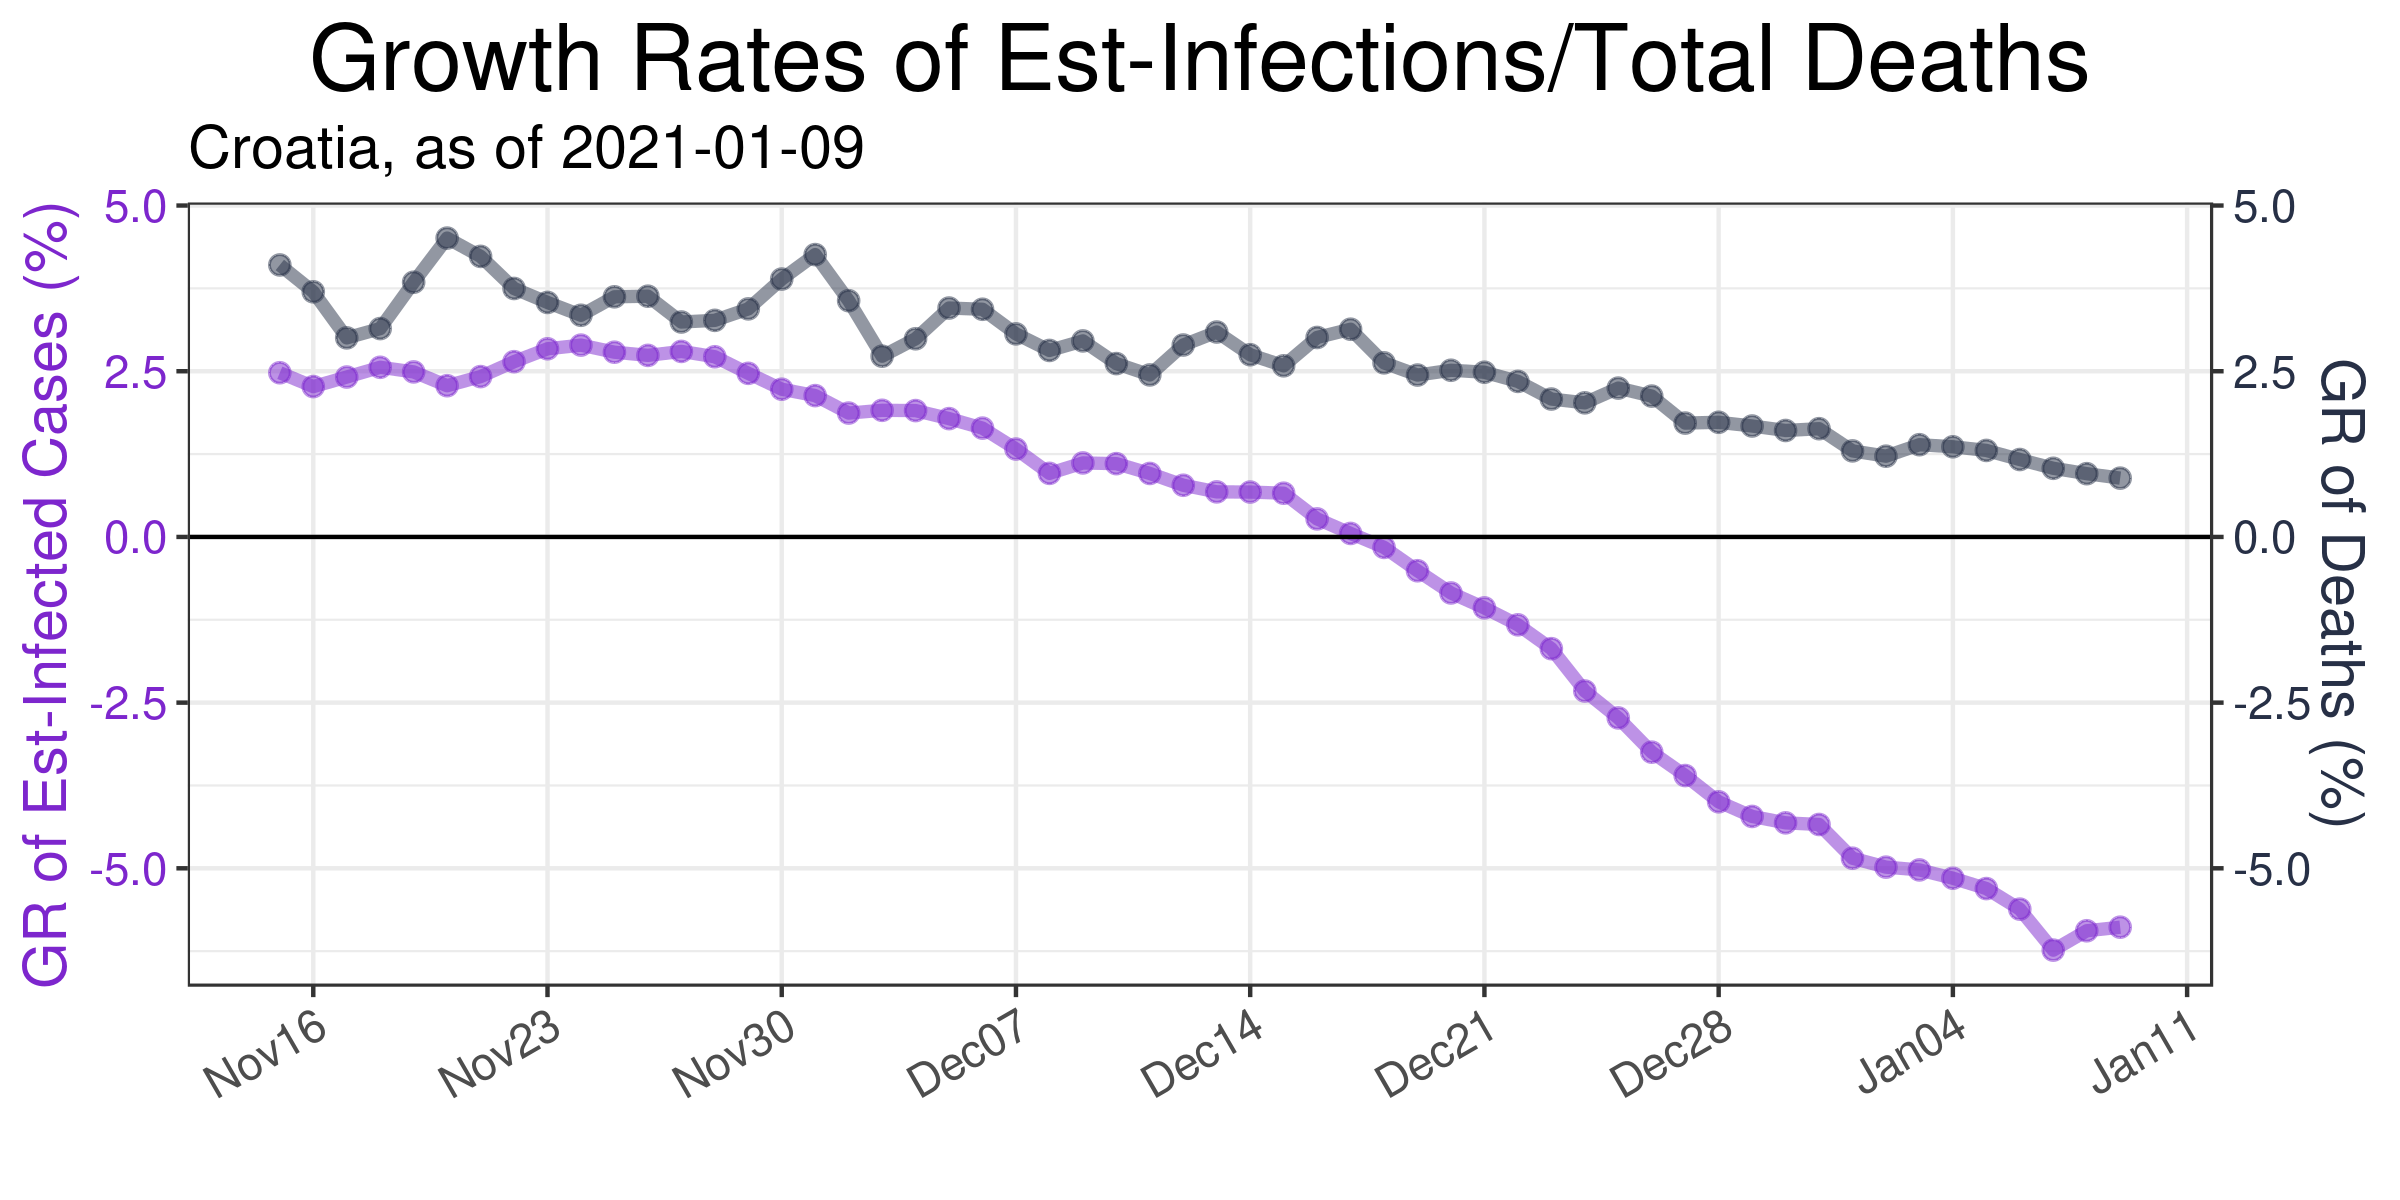 Growth Rates of Est-Infections/Total Deaths
Croatia, as of 2021-01-09
GR of Est-Infected Cases (%)
5.0
2.5
0.0
-2.5
-5.0
5.0
2.5
0.0
-2.5
-5.0
GR of Deaths (%)
Nov16
Nov23
Nov30
Dec07
Dec14
Dec21
Dec28
Jan04
Jan11